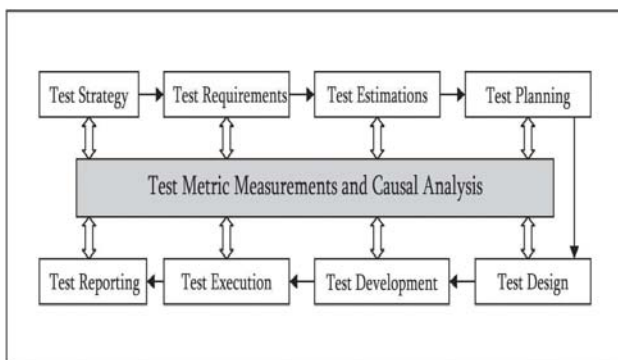 Test Strategy
Test Requirements
Test Estimations
Test Planning
Test Metric Measurements and Causal Analysis
Test Reporting
Test Execution
Test Development
Test Design